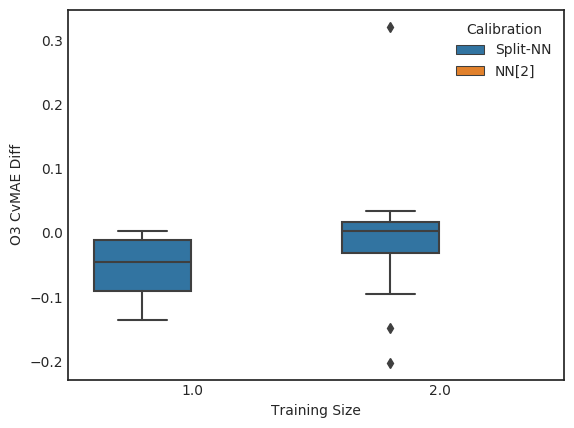 Calibration
Split-NN
NN[2]
O3 CvMAE Diff
0.3
0.2
0.1
0.0
−0.1
−0.2
1.0
2.0
Training Size